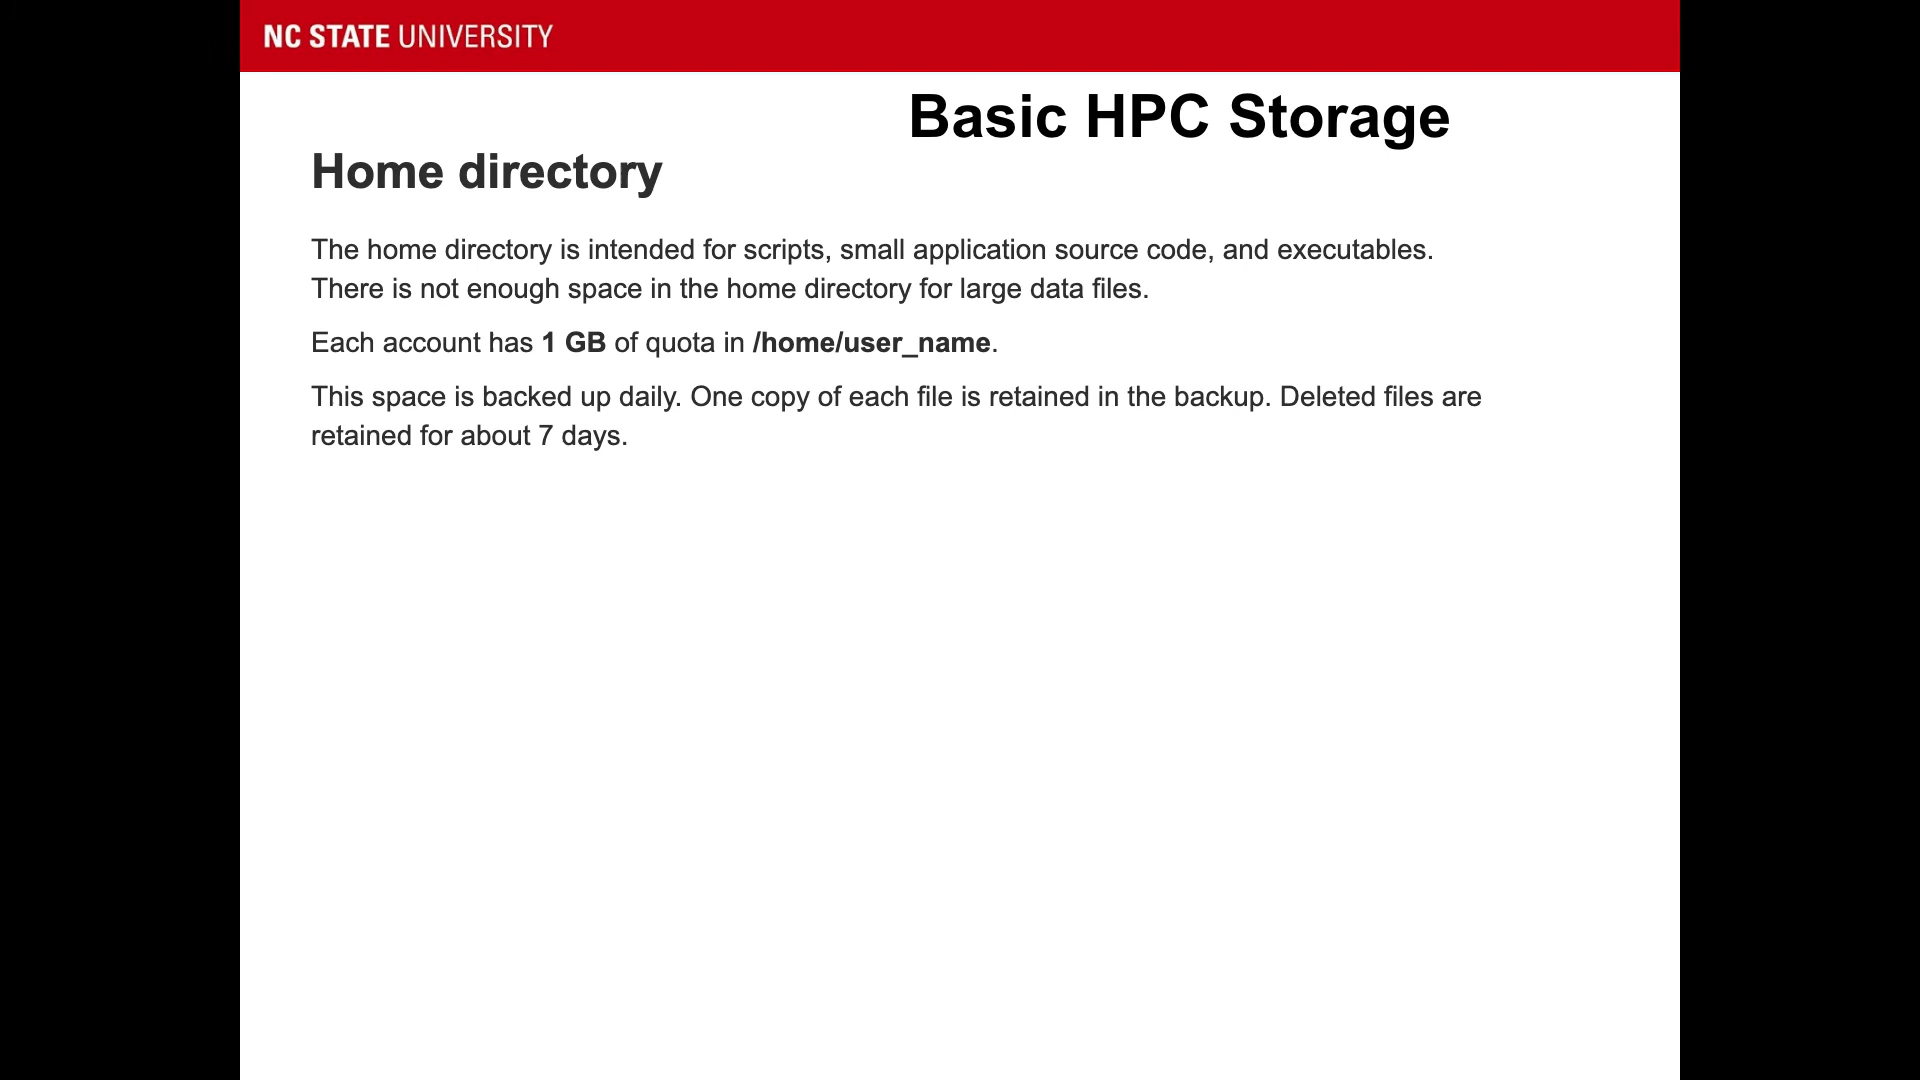 NC STATE UNIVERSITY
Basic HPC Storage
Home directory
The home directory is intended for scripts, small application source code, and executables.
There is not enough space in the home directory for large data files.
Each account has 1 GB of quota in /home/user_name.
This space is backed up daily. One copy of each file is retained in the backup. Deleted files are
retained for about 7 days.